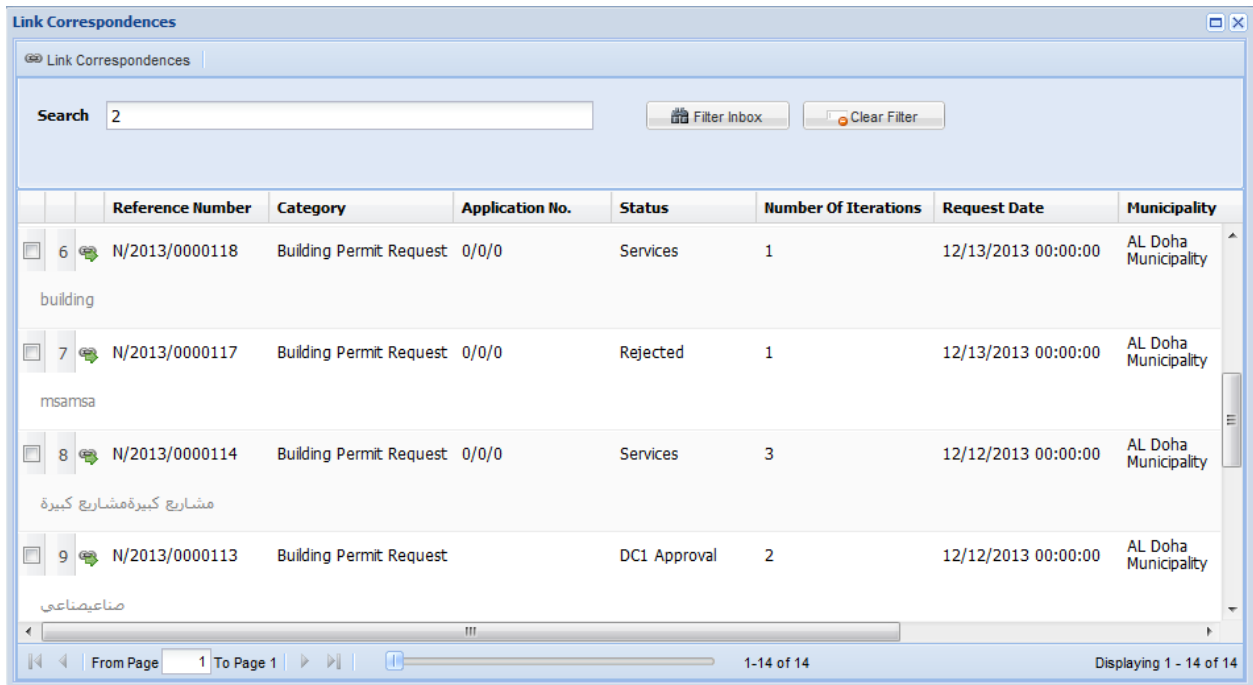 Link Correspondences
Link Correspondences
Search 2 Filter Inbox Clear Filter
Reference Number Category Application No. Status Number Of Iterations Request Date Municipality
6 N/2013/0000118 Building Permit Request 0/0/0 Services 1 12/13/2013 00:00:00 AL Doha Municipality
building
7 N/2013/0000117 Building Permit Request 0/0/0 Rejected 1 12/13/2013 00:00:00 AL Doha Municipality
msamsa
8 N/2013/0000114 Building Permit Request 0/0/0 Services 3 12/12/2013 00:00:00 AL Doha Municipality
مشاريع كبيرةمشاريع كبيرة
9 N/2013/0000113 Building Permit Request DC1 Approval 2 12/12/2013 00:00:00 AL Doha Municipality
صناعيصناعي
From Page 1 To Page 1 1-14 of 14 Displaying 1 - 14 of 14